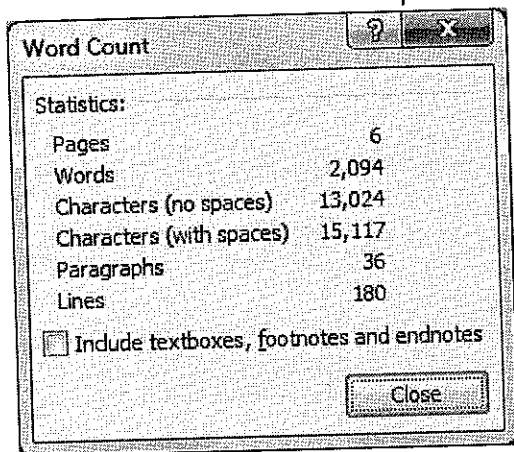 Word Count
Statistics:
Pages 6
Words 2,094
Characters (no spaces) 13,024
Characters (with spaces) 15,117
Paragraphs 36
Lines 180
Include textboxes, footnotes and endnotes
Close